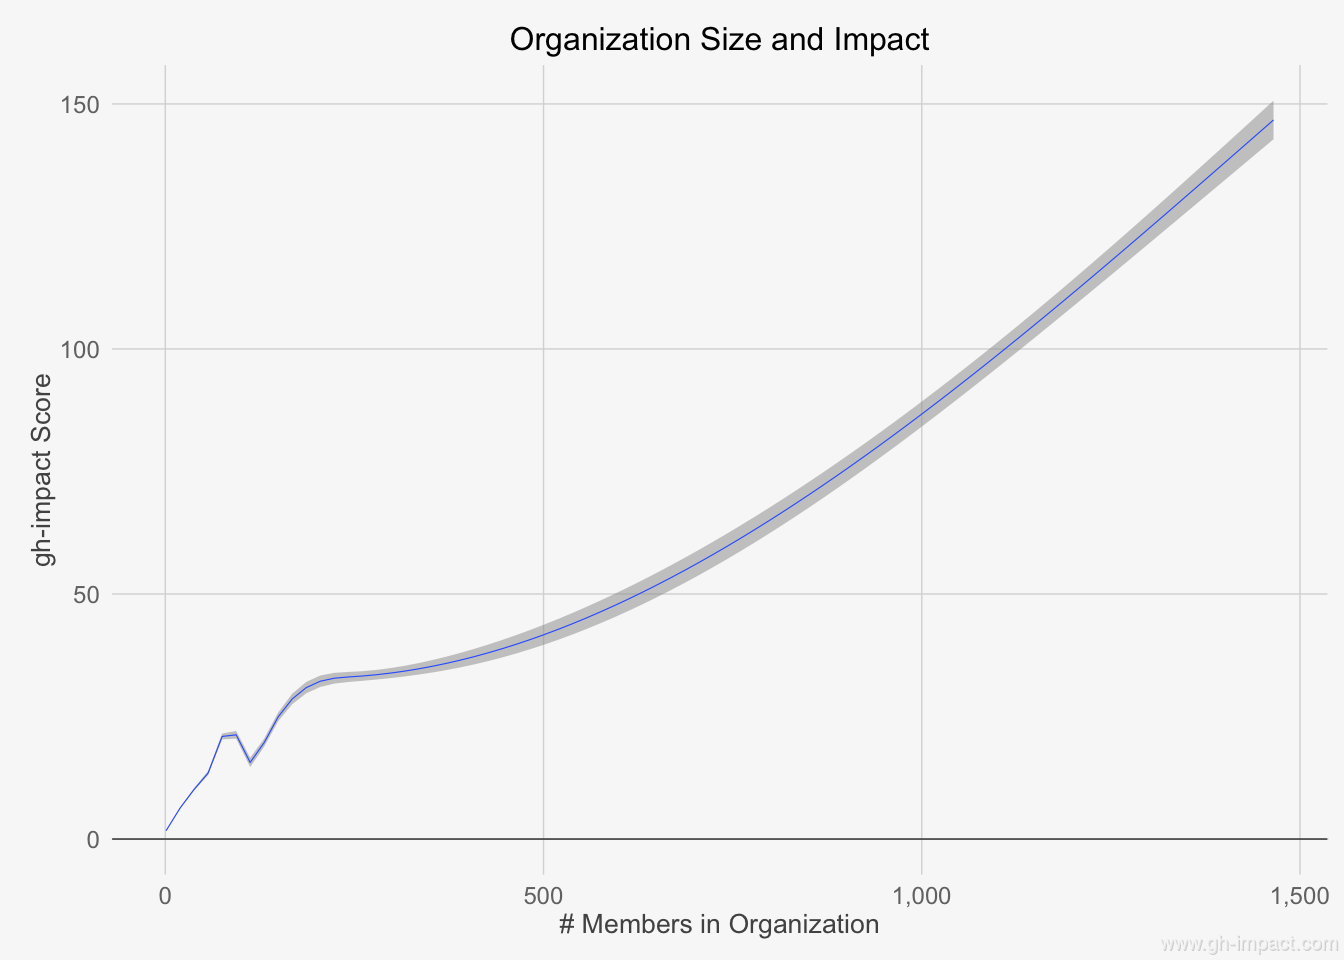 Organization Size and Impact
150
100
50
0
gh-impact Score
0 500 1,000 1,500
# Members in Organization
www.gh-impact.com